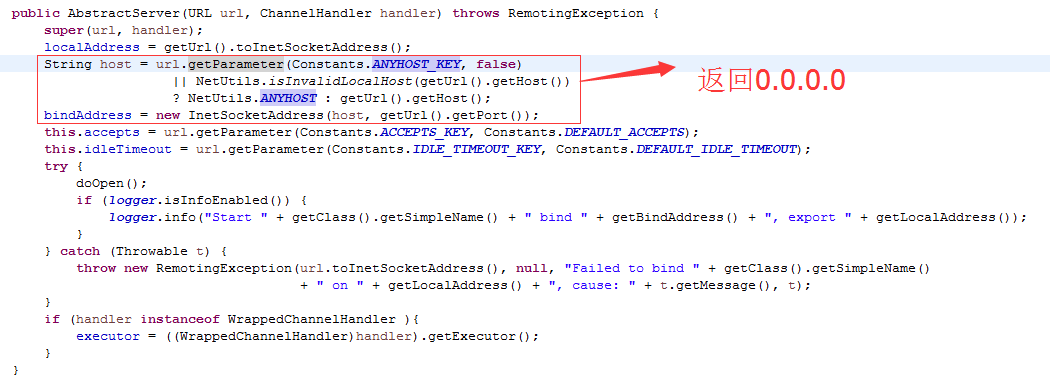 public AbstractServer(URL url, ChannelHandler handler) throws RemotingException {
    super(url, handler);
    localAddress = getUrl().toInetSocketAddress();
    String host = url.getParameter(Constants.ANYHOST_KEY, false)
                    || NetUtils.isInvalidLocalHost(getUrl().getHost())
                    ? NetUtils.ANYHOST : getUrl().getHost();
返回0.0.0.0
    bindAddress = new InetSocketAddress(host, getUrl().getPort());
    this.accepts = url.getParameter(Constants.ACCEPTS_KEY, Constants.DEFAULT_ACCEPTS);
    this.idleTimeout = url.getParameter(Constants.IDLE_TIMEOUT_KEY, Constants.DEFAULT_IDLE_TIMEOUT);
    try {
        doOpen();
        if (logger.isInfoEnabled()) {
            logger.info("Start " + getClass().getSimpleName() + " bind " + getBindAddress() + ", export " + getLocalAddress());
        }
    } catch (Throwable t) {
        throw new RemotingException(url.toInetSocketAddress(), null, "Failed to bind " + getClass().getSimpleName()
                                    + " on " + getLocalAddress() + ", cause: " + t.getMessage(), t);
    }
    if (handler instanceof WrappedChannelHandler ){
        executor = ((WrappedChannelHandler)handler).getExecutor();
    }
}